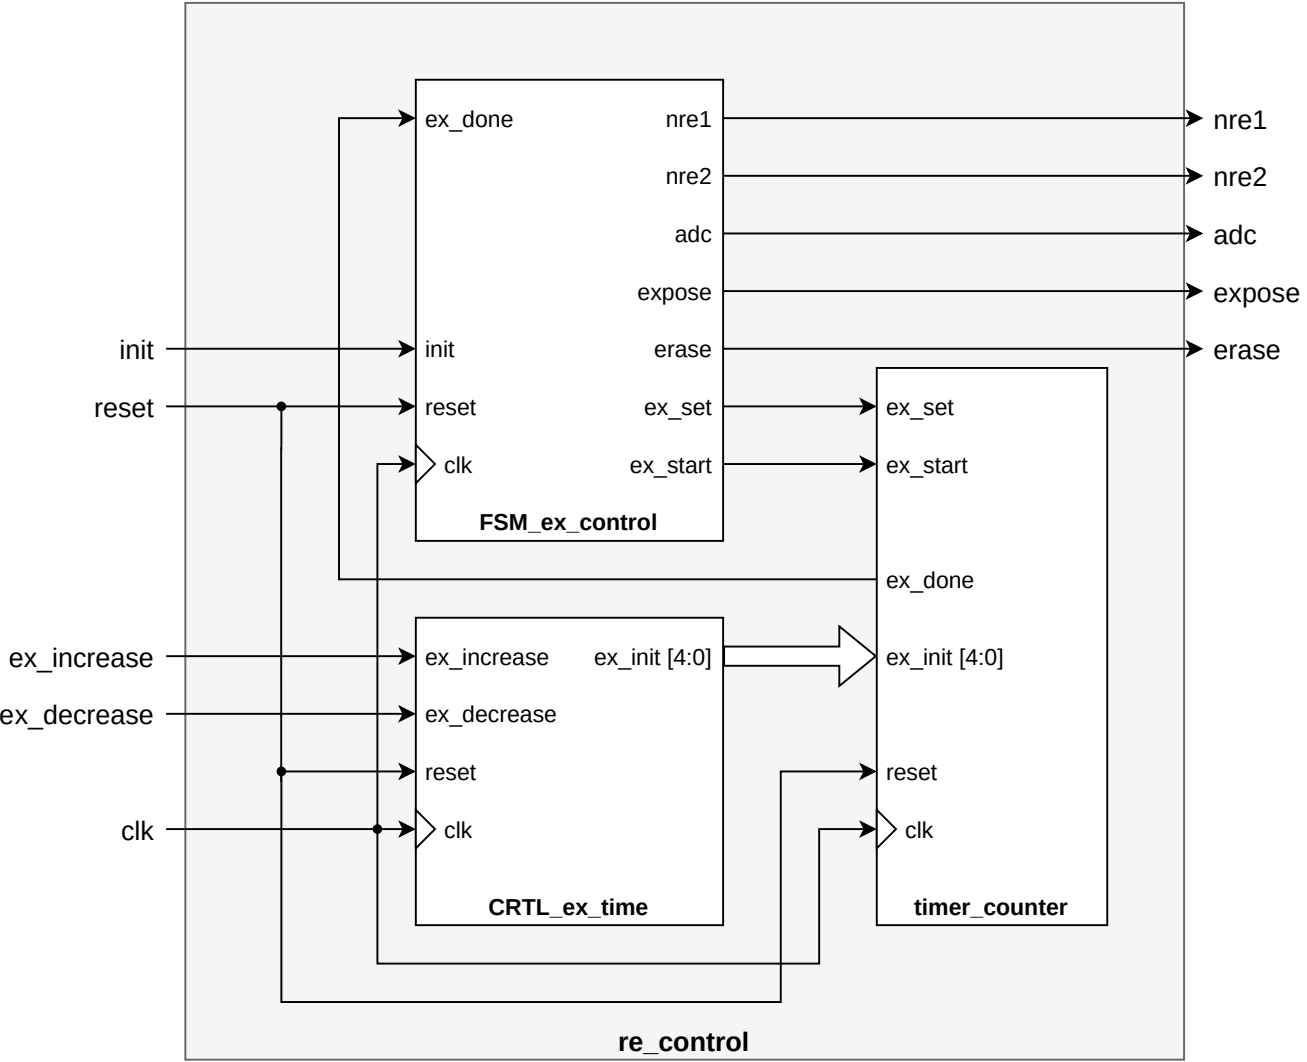 ex_done
nre1
nre1
nre2
nre2
adc
adc
expose
expose
init
init
erase
erase
reset
reset
ex_set
ex_set
clk
ex_start
ex_start
FSM_ex_control
ex_done
ex_increase
ex_increase
ex_init [4:0]
ex_init [4:0]
ex_decrease
ex_decrease
reset
reset
clk
clk
clk
CRTL_ex_time
timer_counter
re_control